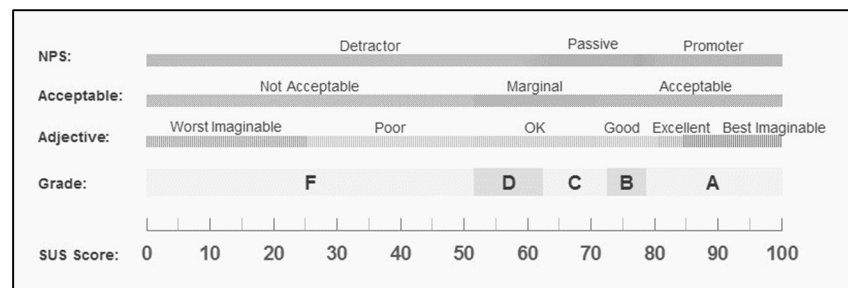 NPS: Detractor Passive Promoter
Acceptable: Not Acceptable Marginal Acceptable
Adjective: Worst Imaginable Poor OK Good Excellent Best Imaginable
Grade: F D C B A
SUS Score: 0 10 20 30 40 50 60 70 80 90 100